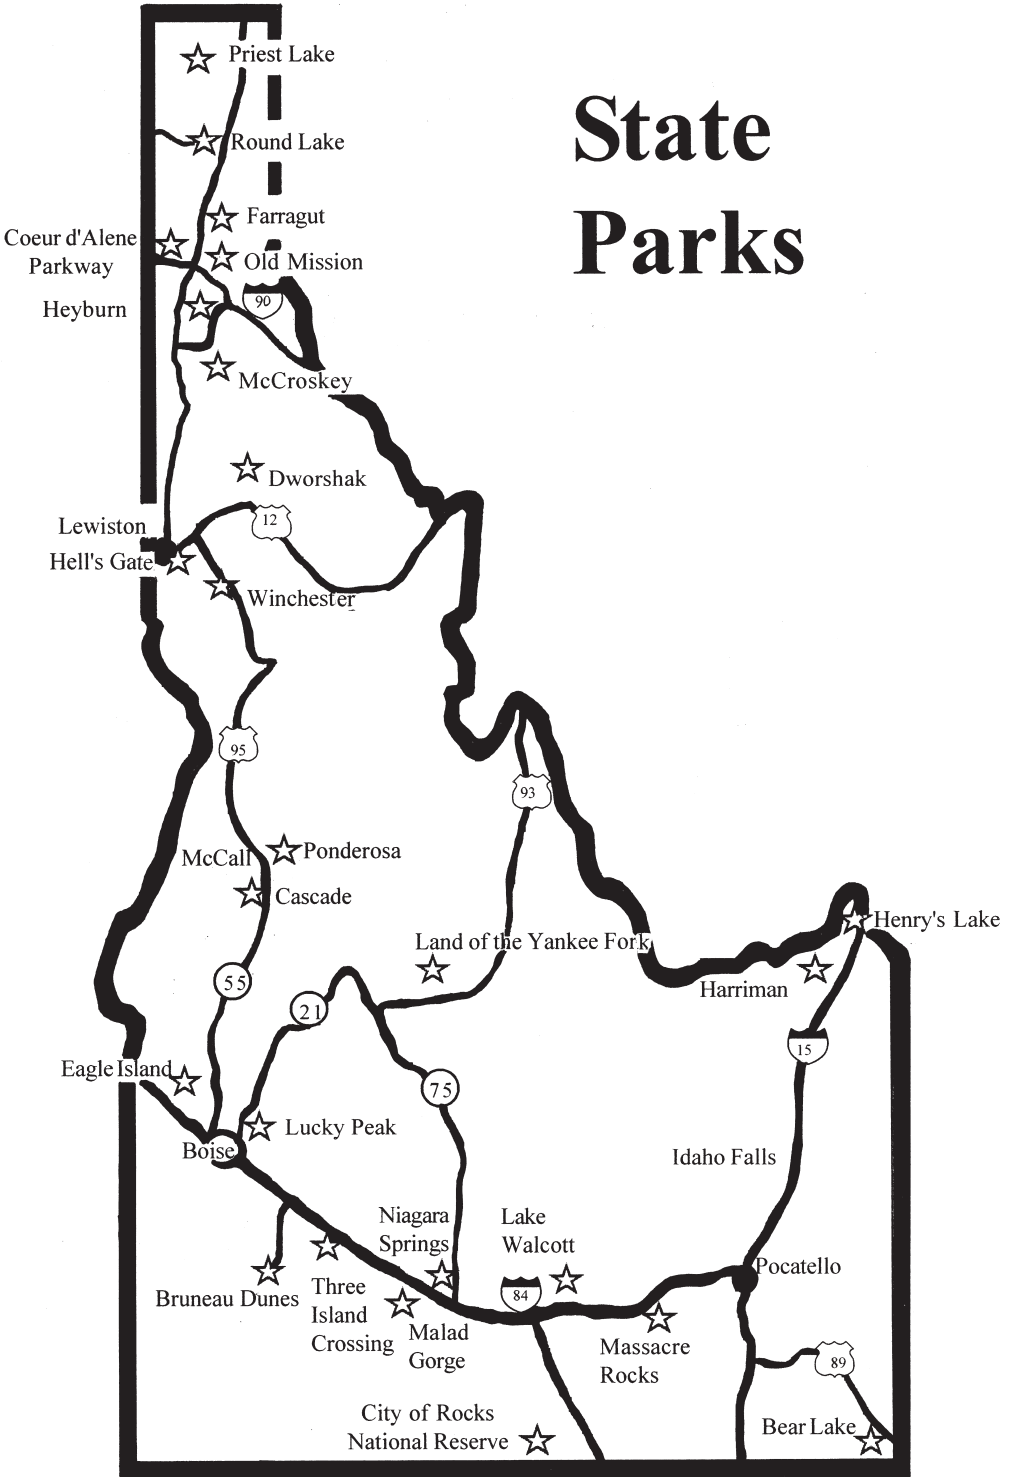 State
Parks
Priest Lake
Round Lake
Farragut
Coeur d'Alene
Parkway
Old Mission
90
Heyburn
McCroskey
Dworshak
Lewiston
12
Hell's Gate
Winchester
95
93
McCall
Ponderosa
Cascade
Henry's Lake
Land of the Yankee Fork
Harriman
55
21
15
Eagle Island
75
Lucky Peak
Boise
Idaho Falls
Niagara
Springs
Lake
Walcott
Pocatello
Bruneau Dunes
Three
Island
Crossing
84
Malad
Gorge
Massacre
Rocks
89
City of Rocks
National Reserve
Bear Lake